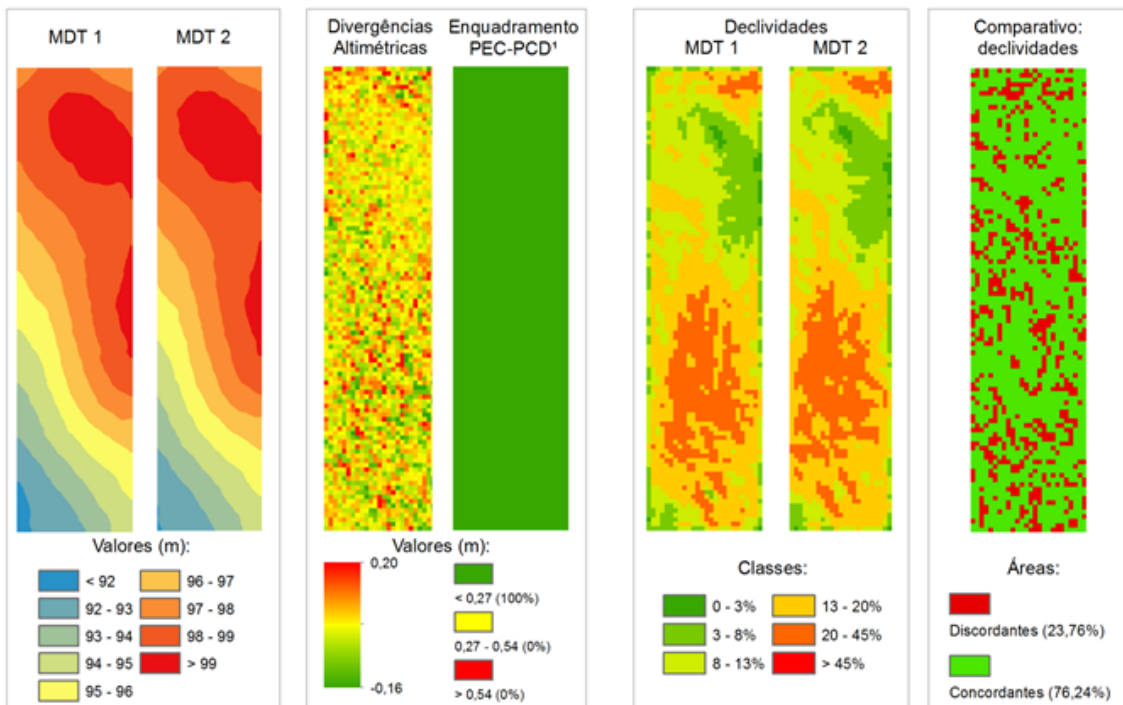 MDT 1
MDT 2
Valores (m):
< 92
92 - 93
93 - 94
94 - 95
95 - 96
96 - 97
97 - 98
98 - 99
> 99
Divergências
Altimétricas
Enquadramento
PEC-PCD¹
Valores (m):
0,20
-0,16
< 0,27 (100%)
0,27 - 0,54 (0%)
> 0,54 (0%)
Declividades
MDT 1
MDT 2
Classes:
0 - 3%
3 - 8%
8 - 13%
13 - 20%
20 - 45%
> 45%
Comparativo:
declividades
Áreas:
Discordantes (23,76%)
Concordantes (76,24%)